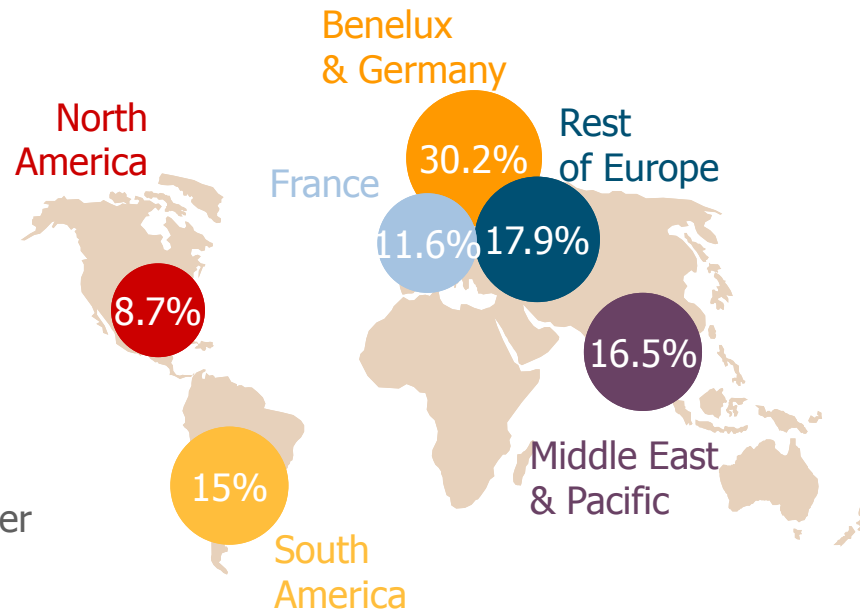 Benelux
& Germany
30.2%
North
America
8.7%
France
11.6%
Rest
of Europe
17.9%
16.5%
Middle East
& Pacific
15%
South
America
er